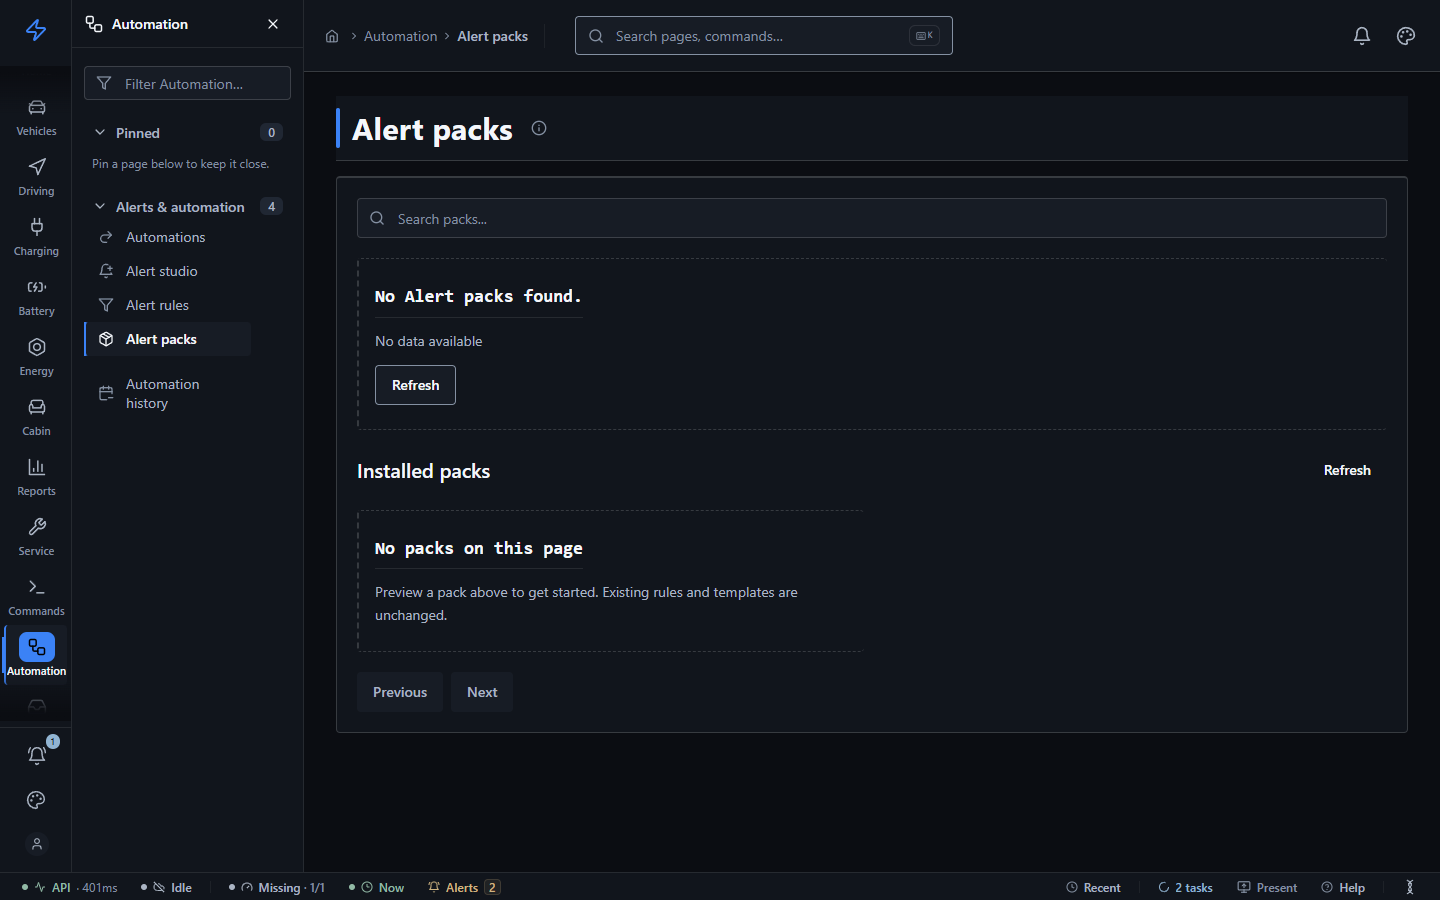 Automation
Automation
Alert packs
Search pages, commands...
K
Filter Automation...
Pinned
0
Pin a page below to keep it close.
Alerts & automation
4
Automations
Alert studio
Alert rules
Alert packs
Automation
history
Vehicles
Driving
Charging
Battery
Energy
Cabin
Reports
Service
Commands
Automation
1
Alert packs
Search packs...
No Alert packs found.
No data available
Refresh
Installed packs
Refresh
No packs on this page
Preview a pack above to get started. Existing rules and templates are
unchanged.
Previous
Next
API · 401ms
Idle
Missing · 1/1
Now
Alerts 2
Recent
2 tasks
Present
Help